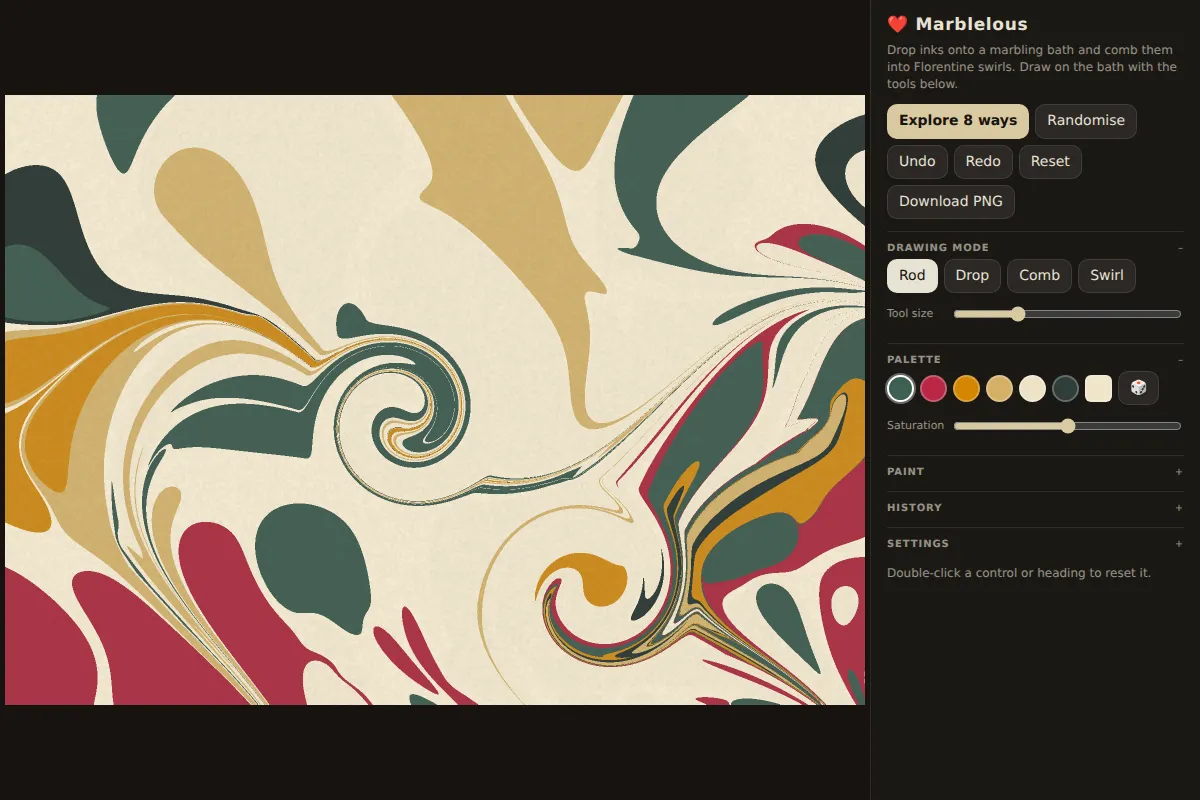 ❤️ Marblelous
Drop inks onto a marbling bath and comb them
into Florentine swirls. Draw on the bath with the
tools below.
Explore 8 ways Randomise
Undo Redo Reset
Download PNG
DRAWING MODE –
Rod Drop Comb Swirl
Tool size
PALETTE –
Saturation
PAINT +
HISTORY +
SETTINGS +
Double-click a control or heading to reset it.